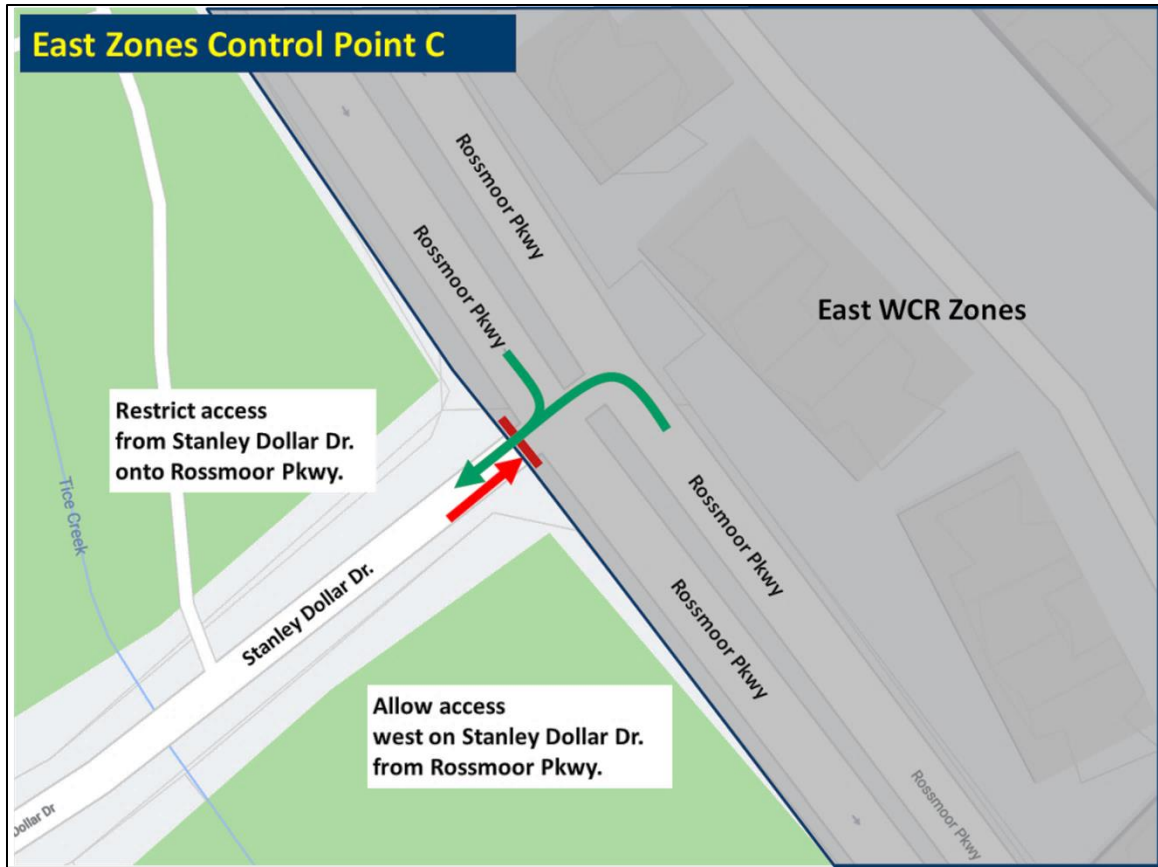 East Zones Control Point C
Rossmoor Pkwy
Rossmoor Pkwy
East WCR Zones
Restrict access
from Stanley Dollar Dr.
onto Rossmoor Pkwy.
Tice Creek
Rossmoor Pkwy
Rossmoor Pkwy
Stanley Dollar Dr.
Allow access
west on Stanley Dollar Dr.
from Rossmoor Pkwy.
Rossmoor Pkwy
Dollar Dr